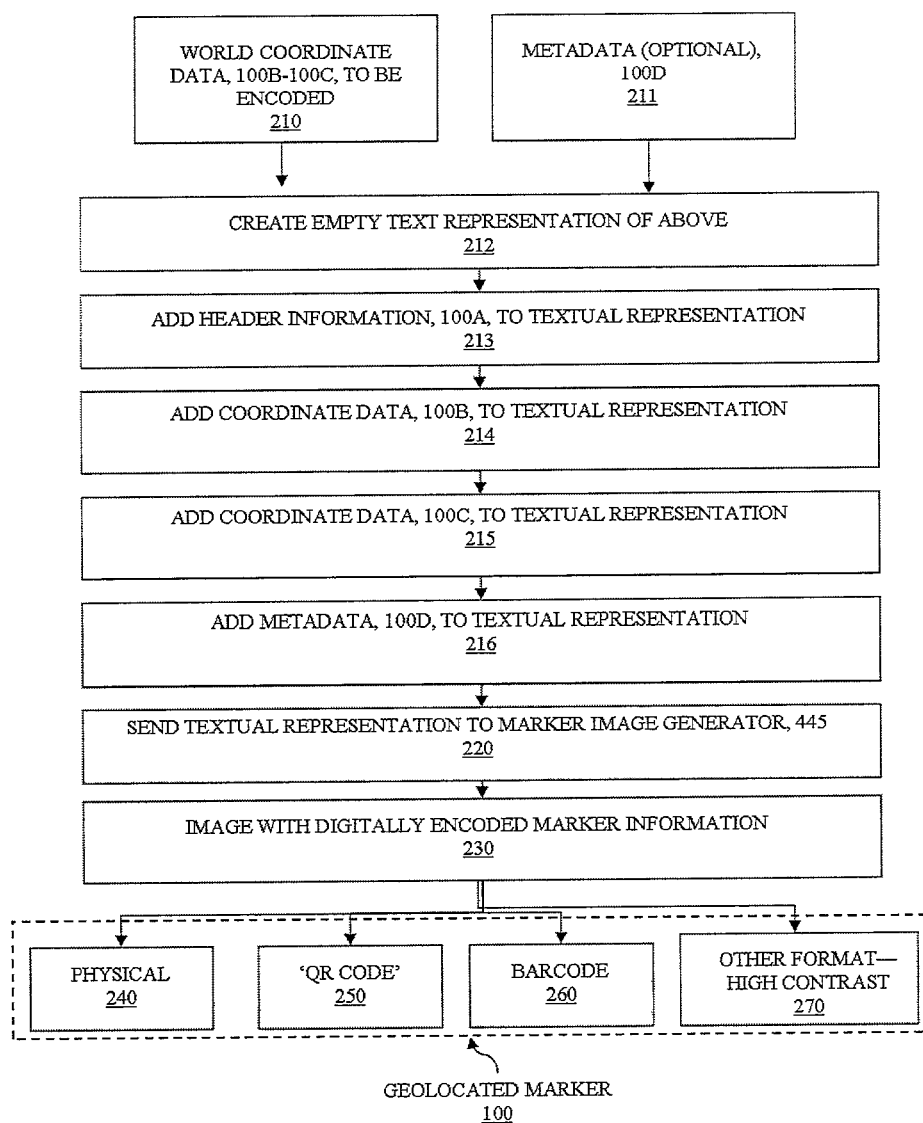 WORLD COORDINATE
DATA, 100B-100C, TO BE
ENCODED
210
METADATA (OPTIONAL),
100D
211
CREATE EMPTY TEXT REPRESENTATION OF ABOVE
212
ADD HEADER INFORMATION, 100A, TO TEXTUAL REPRESENTATION
213
ADD COORDINATE DATA, 100B, TO TEXTUAL REPRESENTATION
214
ADD COORDINATE DATA, 100C, TO TEXTUAL REPRESENTATION
215
ADD METADATA, 100D, TO TEXTUAL REPRESENTATION
216
SEND TEXTUAL REPRESENTATION TO MARKER IMAGE GENERATOR, 445
220
IMAGE WITH DIGITALLY ENCODED MARKER INFORMATION
230
PHYSICAL
240
‘QR CODE’
250
BARCODE
260
OTHER FORMAT—
HIGH CONTRAST
270
GEOLOCATED MARKER
100